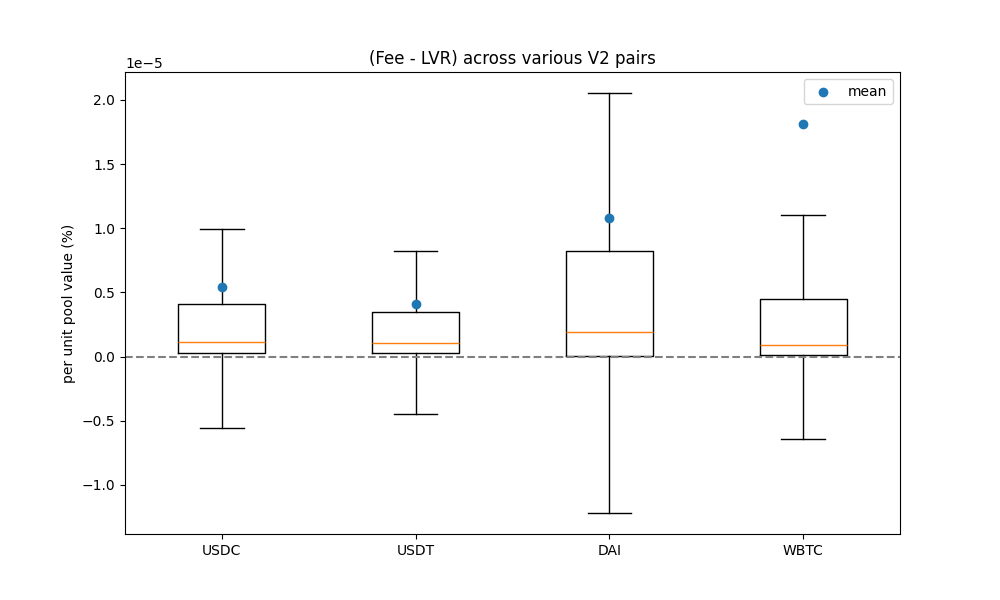 (Fee - LVR) across various V2 pairs
1e−5
mean
2.0
1.5
1.0
0.5
0.0
−0.5
−1.0
per unit pool value (%)
USDC
USDT
DAI
WBTC